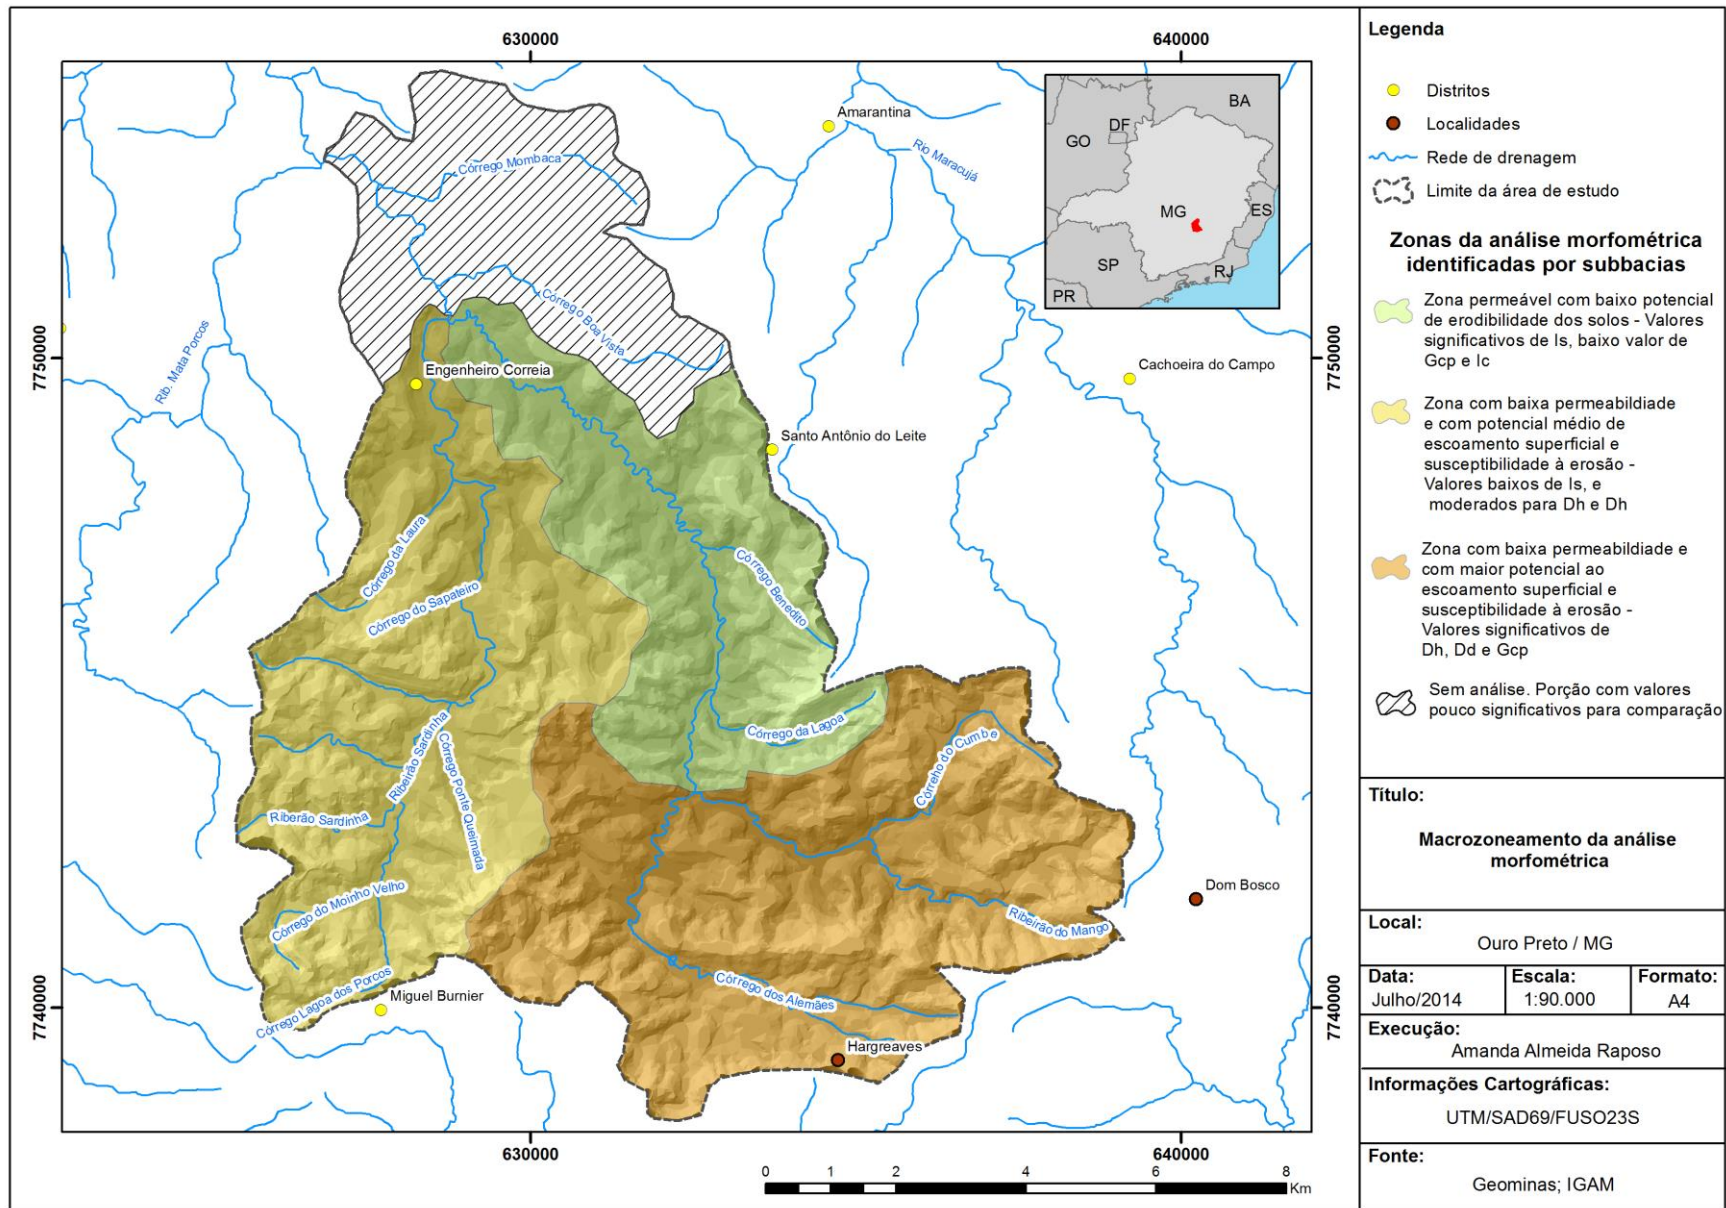 630000
640000
7750000
7740000
7750000
7740000
630000
640000
Amarantina
Rio Maracujá
Córrego Mombaca
Córrego Boa Vista
Rib. Mata Porcos
Engenheiro Correia
Cachoeira do Campo
Santo Antônio do Leite
Córrego da Laura
Córrego do Sapateiro
Córrego Benedito
Córrego da Lagoa
Córreho do Cumbe
Ribeirão Sardinha
Córrego Ponte Queimada
Riberão Sardinha
Córrego do Moinho Velho
Dom Bosco
Ribeirão do Mango
Córrego dos Alemães
Córrego Lagoa dos Porcos
Miguel Burnier
Hargreaves
BA
DF
GO
MG
ES
SP
RJ
PR
0 1 2 4 6 8
Km
Legenda
Distritos
Localidades
Rede de drenagem
Limite da área de estudo
Zonas da análise morfométrica
identificadas por subbacias
Zona permeável com baixo potencial
de erodibilidade dos solos - Valores
significativos de Is, baixo valor de
Gcp e Ic
Zona com baixa permeabildiade
e com potencial médio de
escoamento superficial e
susceptibilidade à erosão -
Valores baixos de Is, e
moderados para Dh e Dh
Zona com baixa permeabildiade e
com maior potencial ao
escoamento superficial e
susceptibilidade à erosão -
Valores significativos de
Dh, Dd e Gcp
Sem análise. Porção com valores
pouco significativos para comparação
Título:
Macrozoneamento da análise
morfométrica
Local:
Ouro Preto / MG
Data:
Julho/2014
Escala:
1:90.000
Formato:
A4
Execução:
Amanda Almeida Raposo
Informações Cartográficas:
UTM/SAD69/FUSO23S
Fonte:
Geominas; IGAM